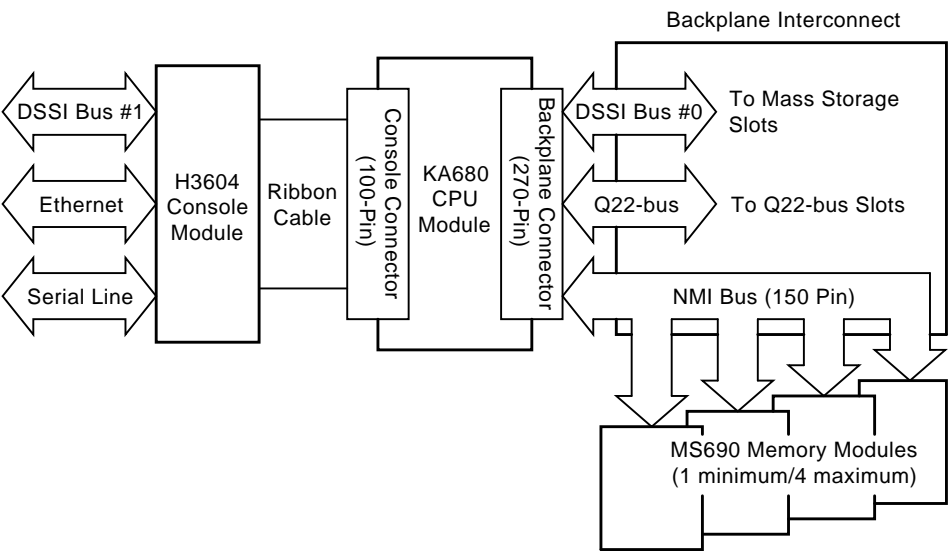 Backplane Interconnect
DSSI Bus #1
Ethernet
Serial Line
H3604
Console
Module
Ribbon
Cable
Console Connector
(100-Pin)
KA680
CPU
Module
Backplane Connector
(270-Pin)
DSSI Bus #0
To Mass Storage
Slots
Q22-bus
To Q22-bus Slots
NMI Bus (150 Pin)
MS690 Memory Modules
(1 minimum/4 maximum)